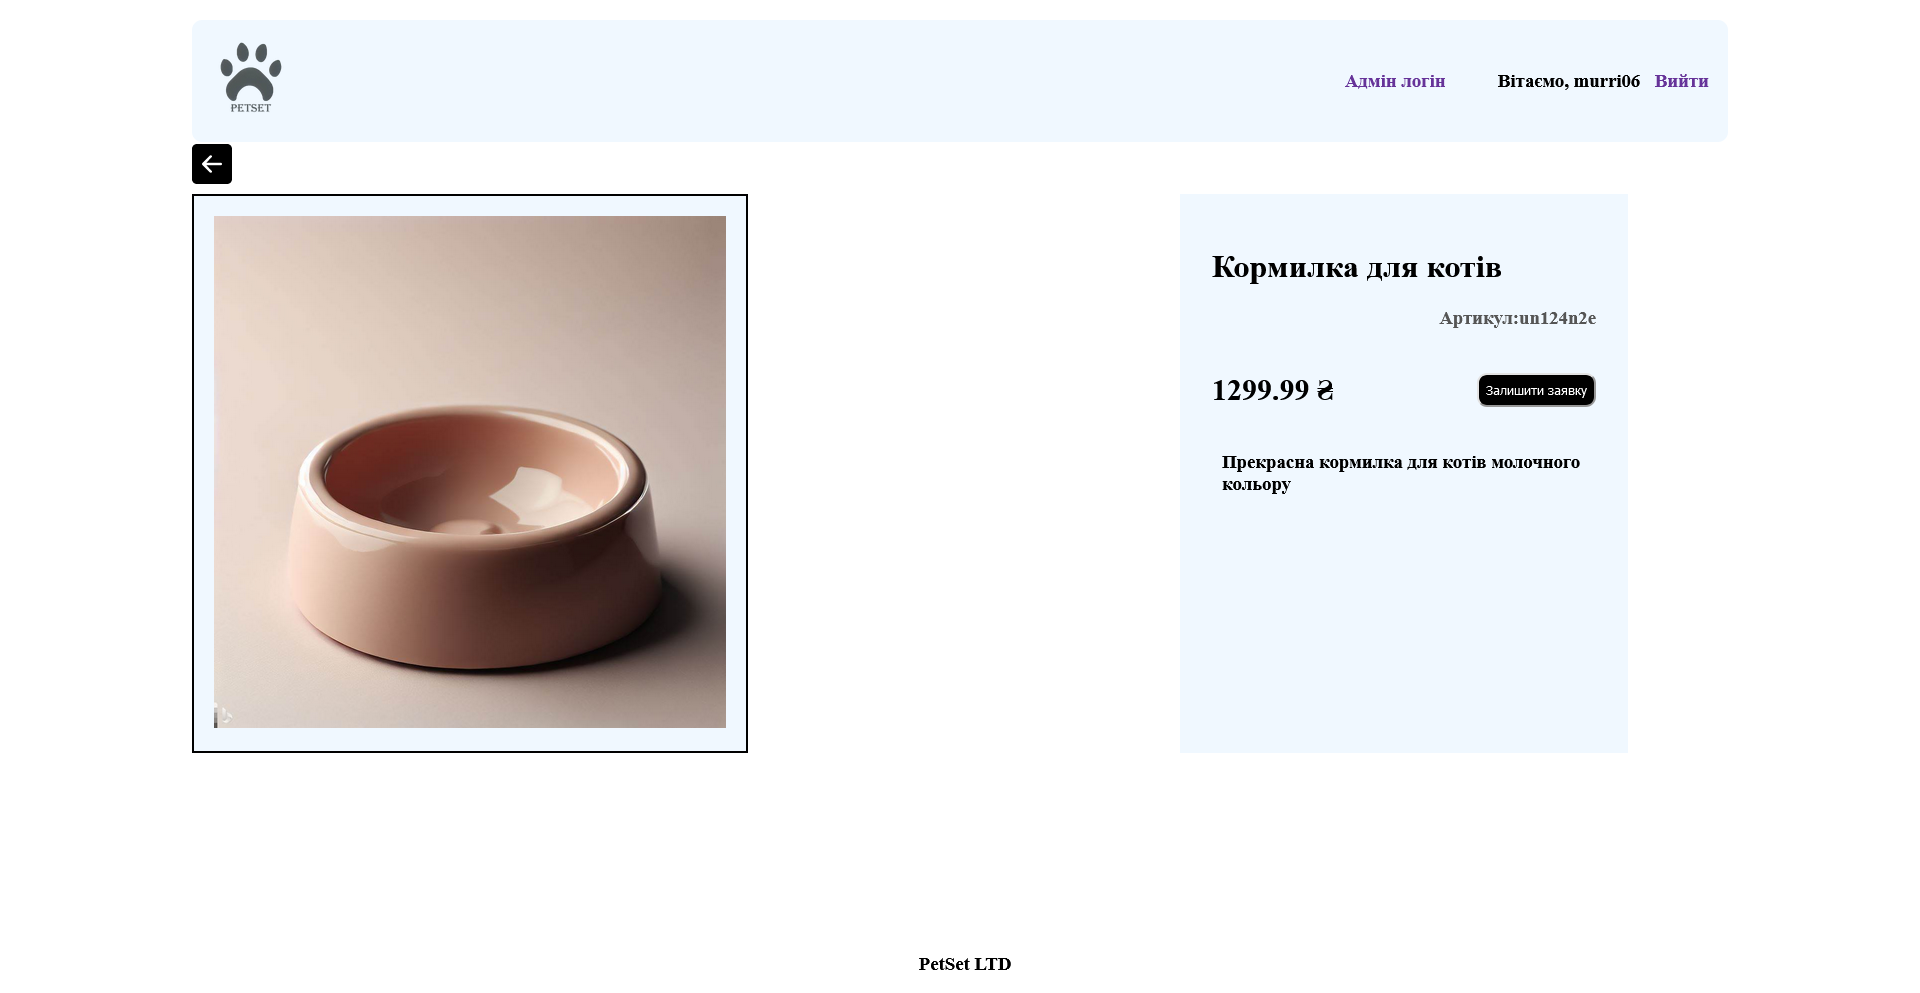 PETSET
Адмін логін
Вітаємо, murri06 Вийти
Кормилка для котів
Артикул:un124n2e
1299.99 ₴
Залишити заявку
Прекрасна кормилка для котів молочного
кольору
PetSet LTD